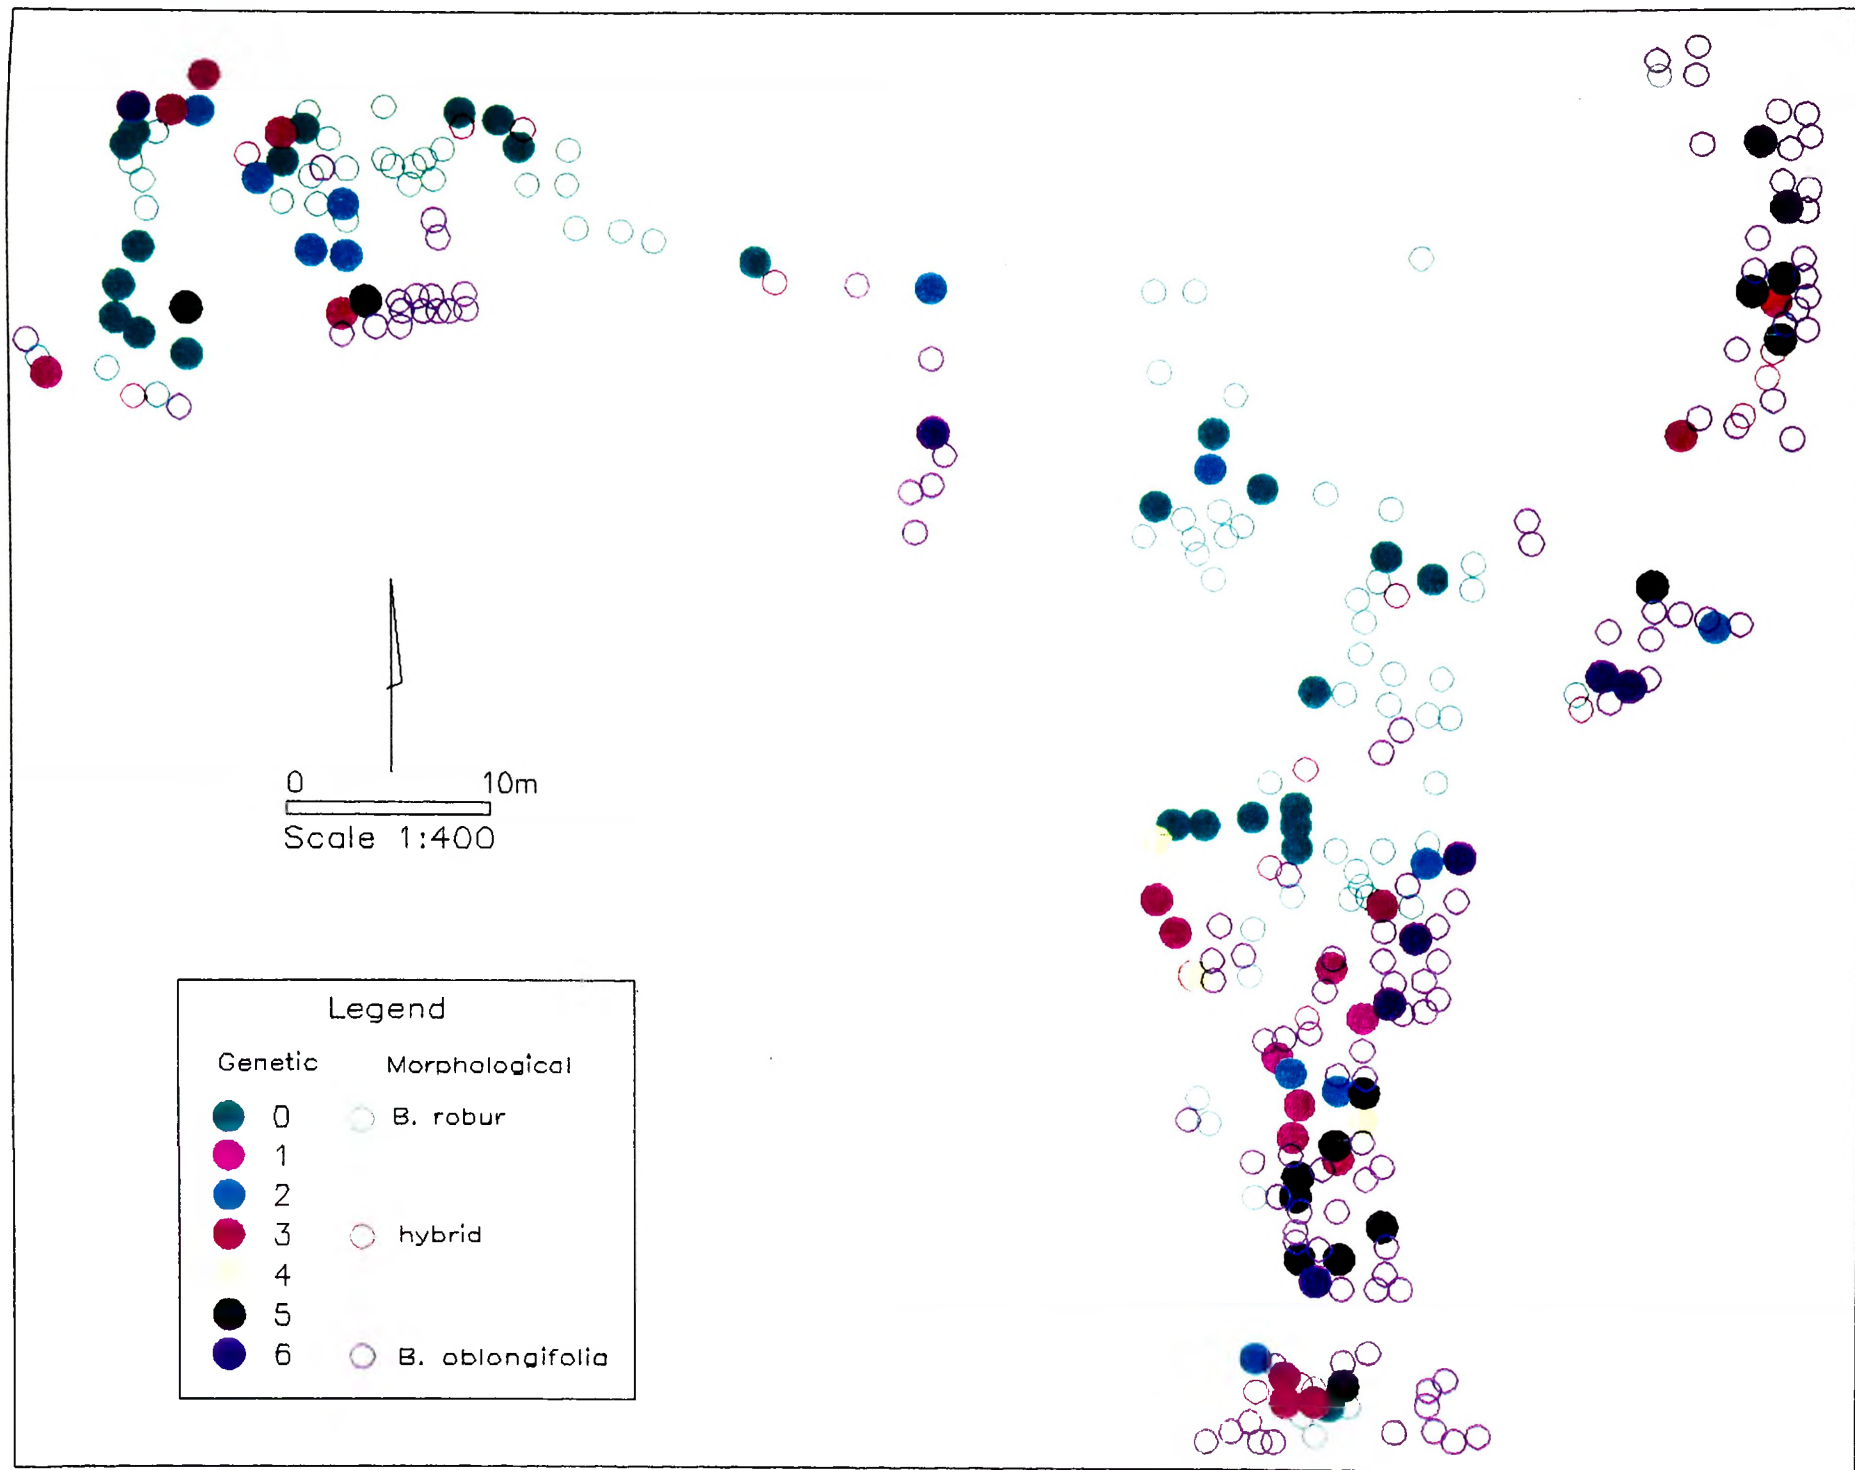 0 10m
Scale 1:400
Legend
Genetic Morphological
0 B. robur
1
2
3 hybrid
4
5
6 B. oblongifolia